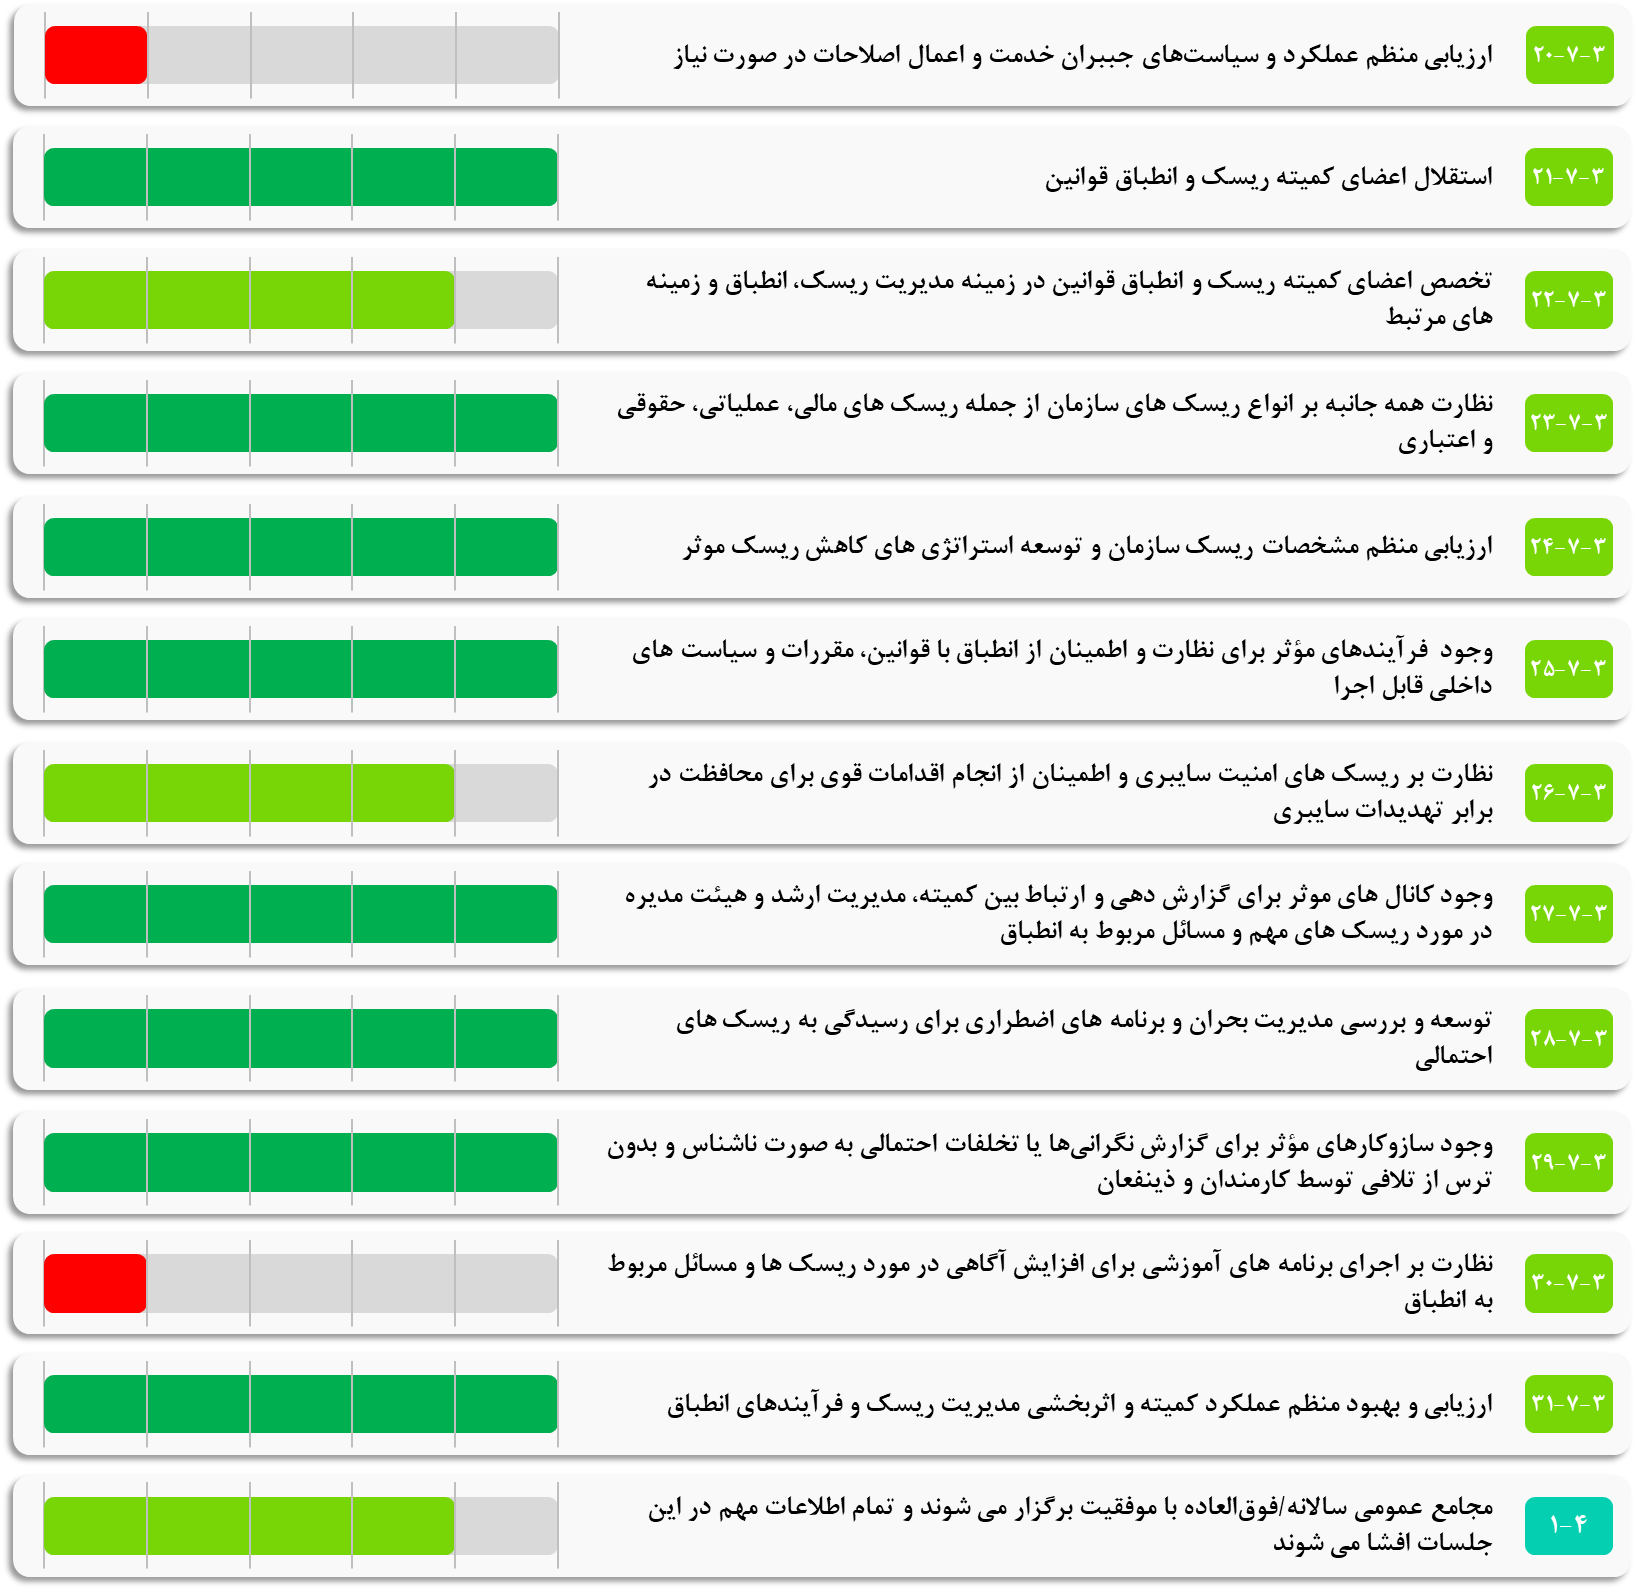 ۲۰-۷-۳
ارزیابی منظم عملکرد و سیاست‌های جبران خدمت و اعمال اصلاحات در صورت نیاز
۲۱-۷-۳
استقلال اعضای کمیته ریسک و انطباق قوانین
۲۲-۷-۳
تخصص اعضای کمیته ریسک و انطباق قوانین در زمینه مدیریت ریسک، انطباق و زمینه
های مرتبط
۲۳-۷-۳
نظارت همه جانبه بر انواع ریسک های سازمان از جمله ریسک های مالی، عملیاتی، حقوقی
و اعتباری
۲۴-۷-۳
ارزیابی منظم مشخصات ریسک سازمان و توسعه استراتژی های کاهش ریسک موثر
۲۵-۷-۳
وجود فرآیندهای مؤثر برای نظارت و اطمینان از انطباق با قوانین، مقررات و سیاست های
داخلی قابل اجرا
۲۶-۷-۳
نظارت بر ریسک های امنیت سایبری و اطمینان از انجام اقدامات قوی برای محافظت در
برابر تهدیدات سایبری
۲۷-۷-۳
وجود کانال های موثر برای گزارش دهی و ارتباط بین کمیته، مدیریت ارشد و هیئت مدیره
در مورد ریسک های مهم و مسائل مربوط به انطباق
۲۸-۷-۳
توسعه و بررسی مدیریت بحران و برنامه های اضطراری برای رسیدگی به ریسک های
احتمالی
۲۹-۷-۳
وجود سازوکارهای مؤثر برای گزارش نگرانی‌ها یا تخلفات احتمالی به صورت ناشناس و بدون
ترس از تلافی توسط کارمندان و ذینفعان
۳۰-۷-۳
نظارت بر اجرای برنامه های آموزشی برای افزایش آگاهی در مورد ریسک ها و مسائل مربوط
به انطباق
۳۱-۷-۳
ارزیابی و بهبود منظم عملکرد کمیته و اثربخشی مدیریت ریسک و فرآیندهای انطباق
۱-۴
مجامع عمومی سالانه/فوق‌العاده با موفقیت برگزار می شوند و تمام اطلاعات مهم در این
جلسات افشا می شوند